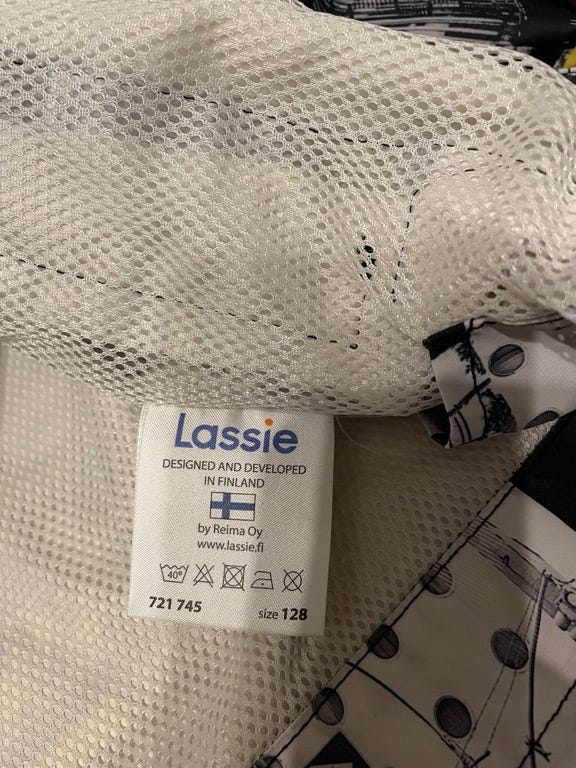 Lassie
DESIGNED AND DEVELOPED
IN FINLAND
by Reima Oy
www.lassie.fi
40°
721 745 size 128